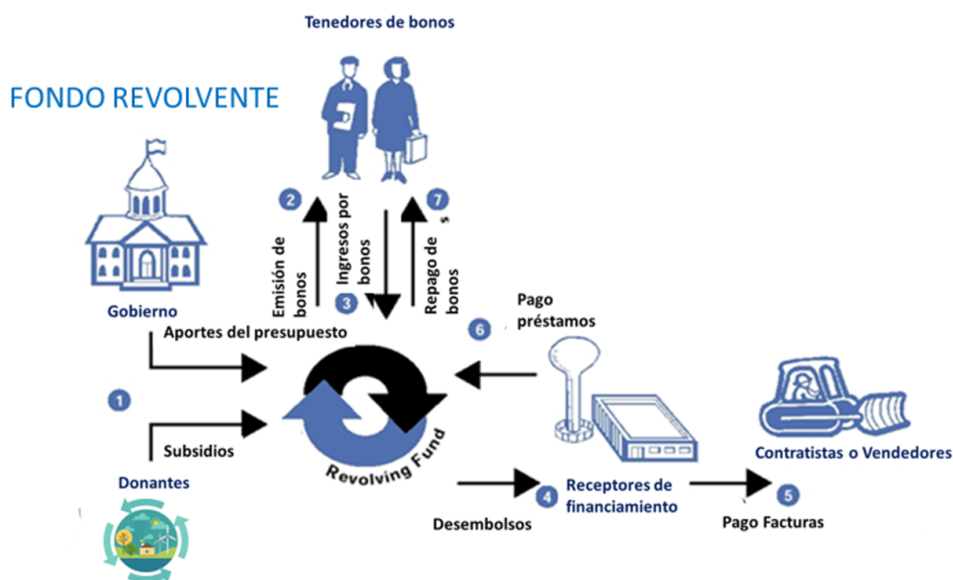 Tenedores de bonos
FONDO REVOLVENTE
2
7
Emisión de
bonos
Ingresos por
bonos
3
Repago de
bonos
s
Gobierno
Aportes del presupuesto
Pago
préstamos
6
1
Subsidios
Donantes
Revolving Fund
Desembolsos
4
Receptores de
financiamiento
Contratistas o Vendedores
5
Pago Facturas